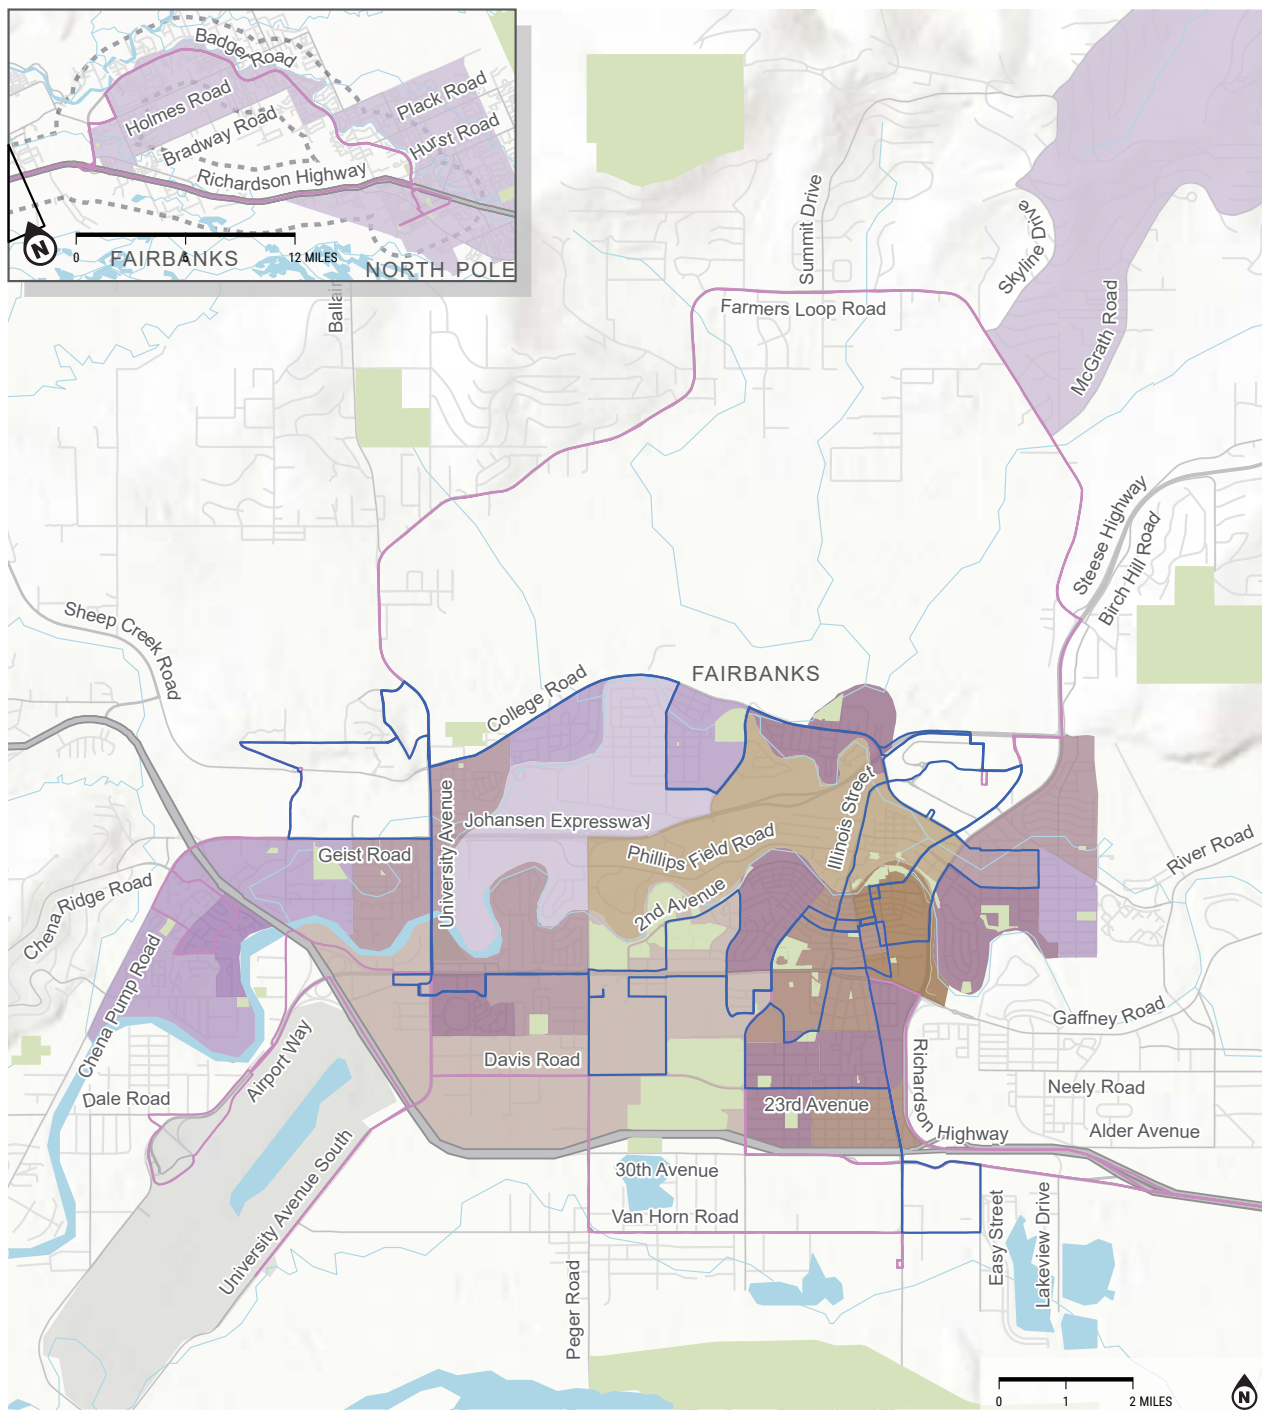 Badger Road
Holmes Road
Plack Road
Bradway Road
Hurst Road
Richardson Highway
N
0
6
12 MILES
FAIRBANKS
NORTH POLE
Summit Drive
Skyline Drive
Farmers Loop Road
McGrath Road
Steese Highway
Birch Hill Road
Sheep Creek Road
FAIRBANKS
College Road
University Avenue
Johansen Expressway
Illinois Street
Phillips Field Road
Geist Road
River Road
Chena Ridge Road
2nd Avenue
Chena Pump Road
Gaffney Road
Airport Way
Davis Road
Richardson Highway
Neely Road
Dale Road
23rd Avenue
Alder Avenue
University Avenue South
30th Avenue
Van Horn Road
Easy Street
Lakeview Drive
Peger Road
0
1
2 MILES
N